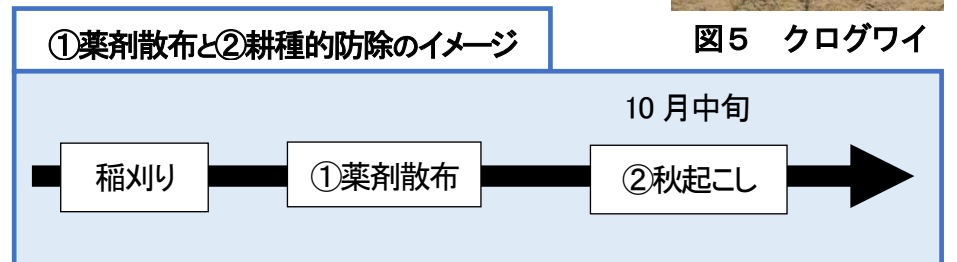 ①薬剤散布と②耕種的防除のイメージ
図5 クログワイ
10月中旬
稲刈り
①薬剤散布
②秋起こし